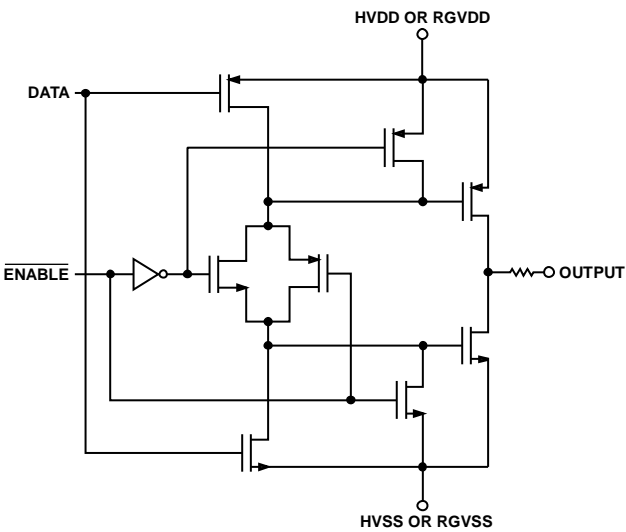 HVDD OR RGVDD
DATA
ENABLE
OUTPUT
HVSS OR RGVSS